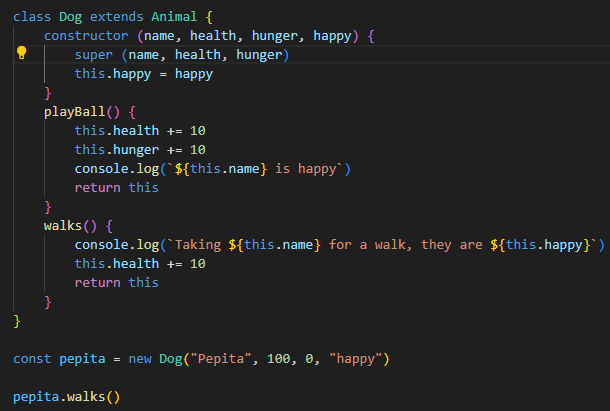 class Dog extends Animal {
    constructor (name, health, hunger, happy) {
        super (name, health, hunger)
        this.happy = happy
    }
    playBall() {
        this.health += 10
        this.hunger += 10
        console.log(`${this.name} is happy`)
        return this
    }
    walks() {
        console.log(`Taking ${this.name} for a walk, they are ${this.happy}`)
        this.health += 10
        return this
    }
}

const pepita = new Dog("Pepita", 100, 0, "happy")

pepita.walks()